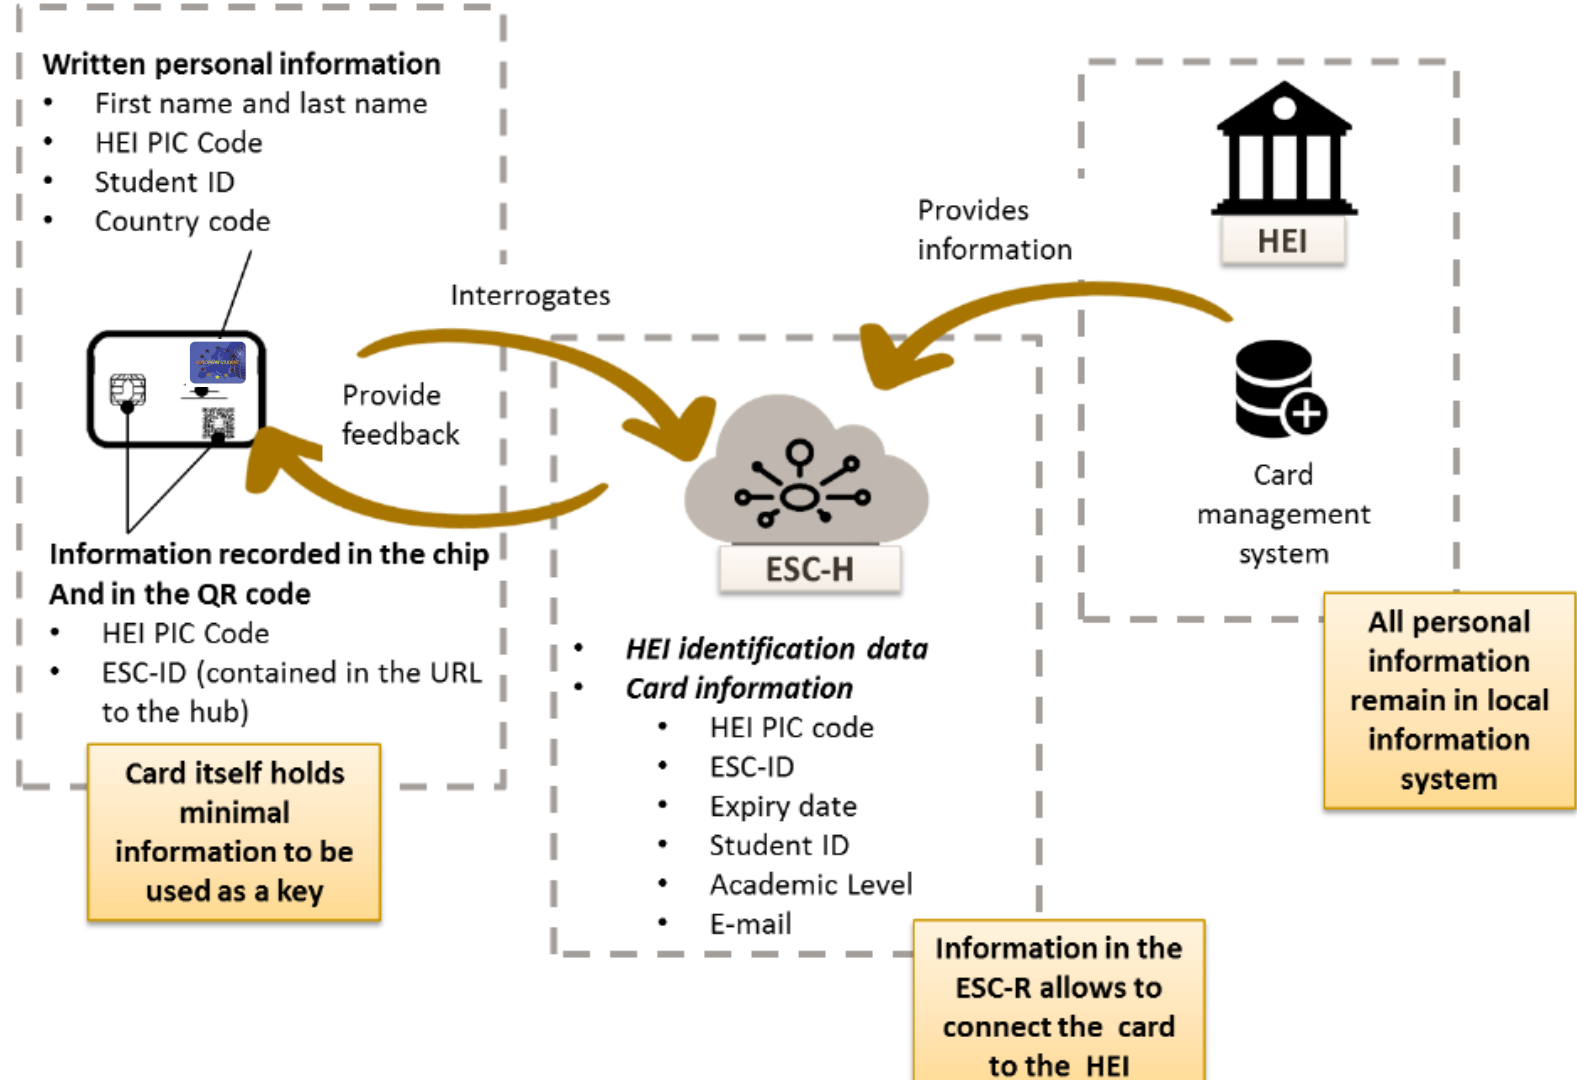 Written personal information
• First name and last name
• HEI PIC Code
• Student ID
• Country code
Interrogates
Provide
feedback
Information recorded in the chip
And in the QR code
• HEI PIC Code
• ESC-ID (contained in the URL
to the hub)
Card itself holds
minimal
information to be
used as a key
ESC-H
• HEI identification data
• Card information
• HEI PIC code
• ESC-ID
• Expiry date
• Student ID
• Academic Level
• E-mail
Information in the
ESC-R allows to
connect the card
to the HEI
Provides
information
HEI
Card
management
system
All personal
information
remain in local
information
system